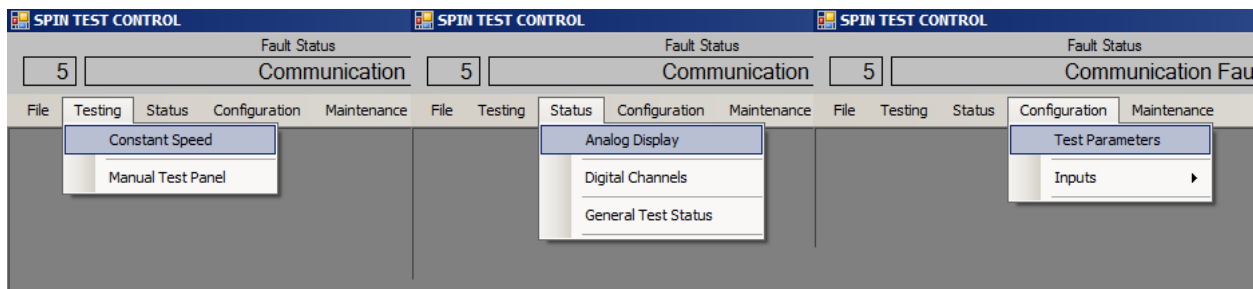 SPIN TEST CONTROL
Fault Status
5 Communication
File Testing Status Configuration Maintenance
Constant Speed
Manual Test Panel
SPIN TEST CONTROL
Fault Status
5 Communication
File Testing Status Configuration Maintenance
Analog Display
Digital Channels
General Test Status
SPIN TEST CONTROL
Fault Status
5 Communication Fau
File Testing Status Configuration Maintenance
Test Parameters
Inputs